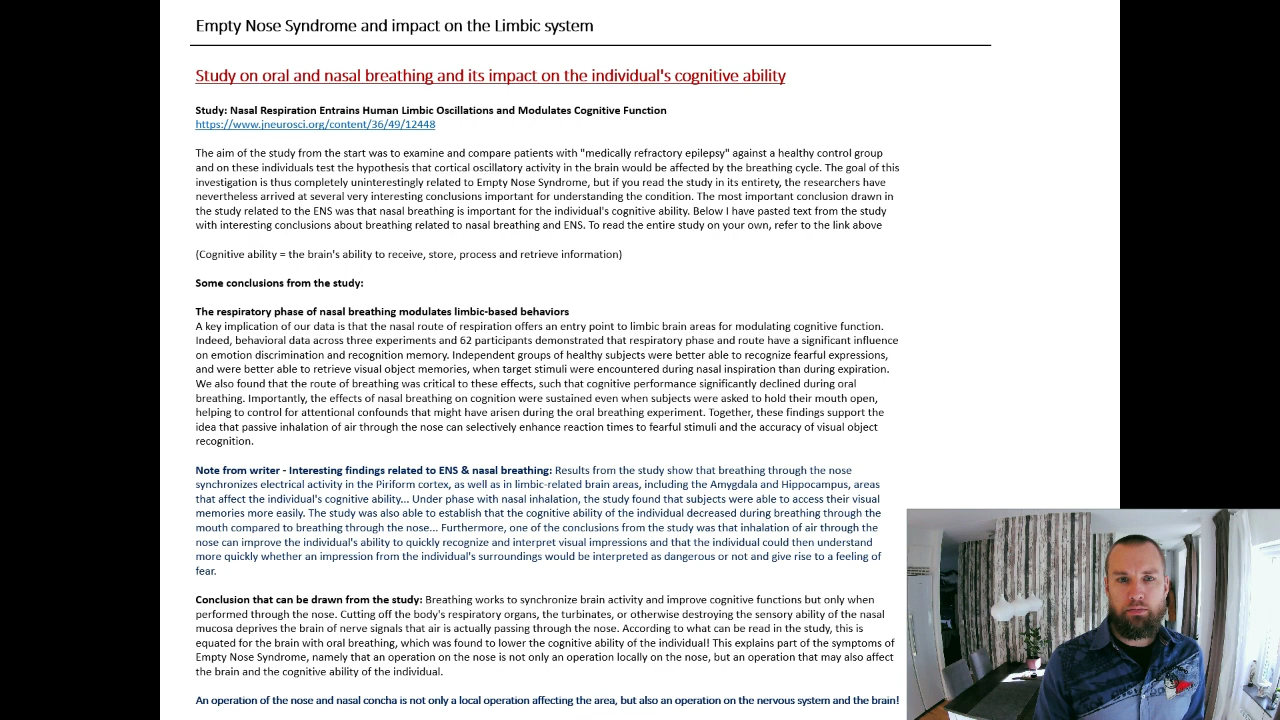 Empty Nose Syndrome and impact on the Limbic system
Study on oral and nasal breathing and its impact on the individual's cognitive ability
Study: Nasal Respiration Entrains Human Limbic Oscillations and Modulates Cognitive Function
https://www.jneurosci.org/content/36/49/12448
The aim of the study from the start was to examine and compare patients with "medically refractory epilepsy" against a healthy control group
and on these individuals test the hypothesis that cortical oscillatory activity in the brain would be affected by the breathing cycle. The goal of this
investigation is thus completely uninterestingly related to Empty Nose Syndrome, but if you read the study in its entirety, the researchers have
nevertheless arrived at several very interesting conclusions important for understanding the condition. The most important conclusion drawn in
the study related to the ENS was that nasal breathing is important for the individual's cognitive ability. Below I have pasted text from the study
with interesting conclusions about breathing related to nasal breathing and ENS. To read the entire study on your own, refer to the link above
(Cognitive ability = the brain's ability to receive, store, process and retrieve information)
Some conclusions from the study:
The respiratory phase of nasal breathing modulates limbic-based behaviors
A key implication of our data is that the nasal route of respiration offers an entry point to limbic brain areas for modulating cognitive function.
Indeed, behavioral data across three experiments and 62 participants demonstrated that respiratory phase and route have a significant influence
on emotion discrimination and recognition memory. Independent groups of healthy subjects were better able to recognize fearful expressions,
and were better able to retrieve visual object memories, when target stimuli were encountered during nasal inspiration than during expiration.
We also found that the route of breathing was critical to these effects, such that cognitive performance significantly declined during oral
breathing. Importantly, the effects of nasal breathing on cognition were sustained even when subjects were asked to hold their mouth open,
helping to control for attentional confounds that might have arisen during the oral breathing experiment. Together, these findings support the
idea that passive inhalation of air through the nose can selectively enhance reaction times to fearful stimuli and the accuracy of visual object
recognition.
Note from writer - Interesting findings related to ENS & nasal breathing: Results from the study show that breathing through the nose
synchronizes electrical activity in the Piriform cortex, as well as in limbic-related brain areas, including the Amygdala and Hippocampus, areas
that affect the individual's cognitive ability... Under phase with nasal inhalation, the study found that subjects were able to access their visual
memories more easily. The study was also able to establish that the cognitive ability of the individual decreased during breathing through the
mouth compared to breathing through the nose... Furthermore, one of the conclusions from the study was that inhalation of air through the
nose can improve the individual's ability to quickly recognize and interpret visual impressions and that the individual could then understand
more quickly whether an impression from the individual's surroundings would be interpreted as dangerous or not and give rise to a feeling of
fear.
Conclusion that can be drawn from the study: Breathing works to synchronize brain activity and improve cognitive functions but only when
performed through the nose. Cutting off the body's respiratory organs, the turbinates, or otherwise destroying the sensory ability of the nasal
mucosa deprives the brain of nerve signals that air is actually passing through the nose. According to what can be read in the study, this is
equated for the brain with oral breathing, which was found to lower the cognitive ability of the individual! This explains part of the symptoms of
Empty Nose Syndrome, namely that an operation on the nose is not only an operation locally on the nose, but an operation that may also affect
the brain and the cognitive ability of the individual.
An operation of the nose and nasal concha is not only a local operation affecting the area, but also an operation on the nervous system and the brain!